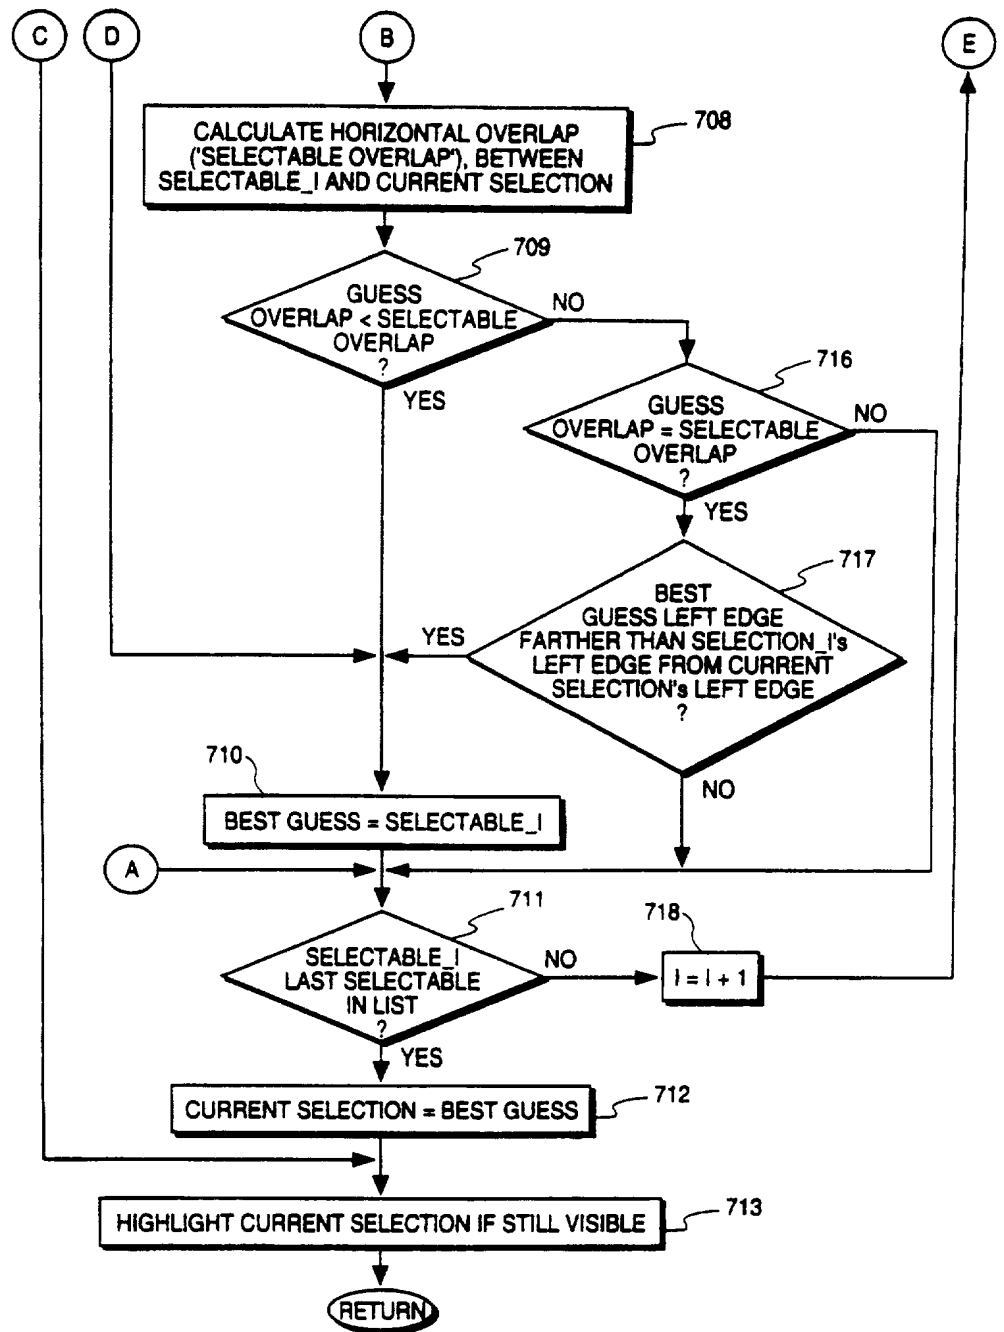 C
D
B
E
CALCULATE HORIZONTAL OVERLAP
('SELECTABLE OVERLAP'), BETWEEN
SELECTABLE_I AND CURRENT SELECTION
708
709
GUESS
OVERLAP < SELECTABLE
OVERLAP
?
NO
YES
716
GUESS
OVERLAP = SELECTABLE
OVERLAP
?
NO
YES
717
BEST
GUESS LEFT EDGE
FARTHER THAN SELECTION_I's
LEFT EDGE FROM CURRENT
SELECTION's LEFT EDGE
?
YES
NO
710
BEST GUESS = SELECTABLE_I
A
711
SELECTABLE_I
LAST SELECTABLE
IN LIST
?
NO
718
I = I + 1
YES
CURRENT SELECTION = BEST GUESS
712
HIGHLIGHT CURRENT SELECTION IF STILL VISIBLE
713
RETURN